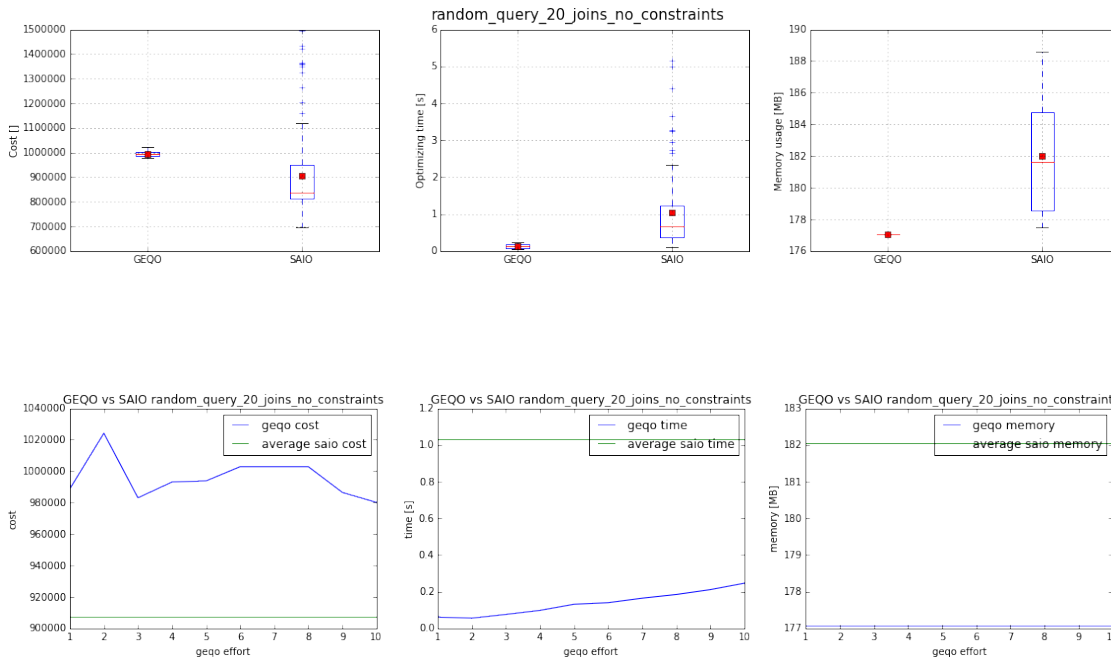 random_query_20_joins_no_constraints
1500000
1400000
1300000
1200000
1100000
1000000
900000
800000
700000
600000
Cost []
GEQO SAIO
6
5
4
3
2
1
0
Optimizing time [s]
GEQO SAIO
190
188
186
184
182
180
178
176
Memory usage [MB]
GEQO SAIO
GEQO vs SAIO random_query_20_joins_no_constraints
1040000
1020000
1000000
980000
960000
940000
920000
900000
cost
geqo cost
average saio cost
1 2 3 4 5 6 7 8 9 10
geqo effort
GEQO vs SAIO random_query_20_joins_no_constraints
1.2
1.0
0.8
0.6
0.4
0.2
0.0
time [s]
geqo time
average saio time
1 2 3 4 5 6 7 8 9 10
geqo effort
GEQO vs SAIO random_query_20_joins_no_constraint
183
182
181
180
179
178
177
memory [MB]
geqo memory
average saio memory
1 2 3 4 5 6 7 8 9 1
geqo effort